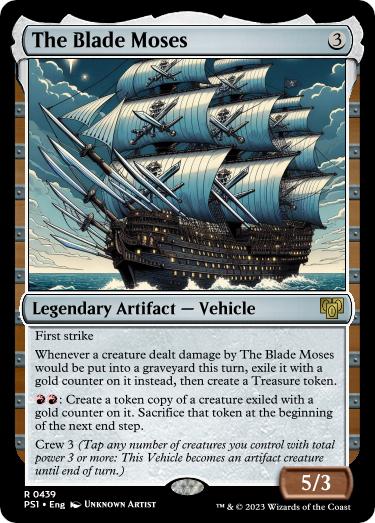 The Blade Moses 3
Legendary Artifact — Vehicle
First strike
Whenever a creature dealt damage by The Blade Moses
would be put into a graveyard this turn, exile it with a
gold counter on it instead, then create a Treasure token.
: Create a token copy of a creature exiled with a
gold counter on it. Sacrifice that token at the beginning
of the next end step.
Crew 3 (Tap any number of creatures you control with total
power 3 or more: This Vehicle becomes an artifact creature
until end of turn.)
5/3
R 0439
PS1 • Eng Unknown Artist
™ & © 2023 Wizards of the Coast